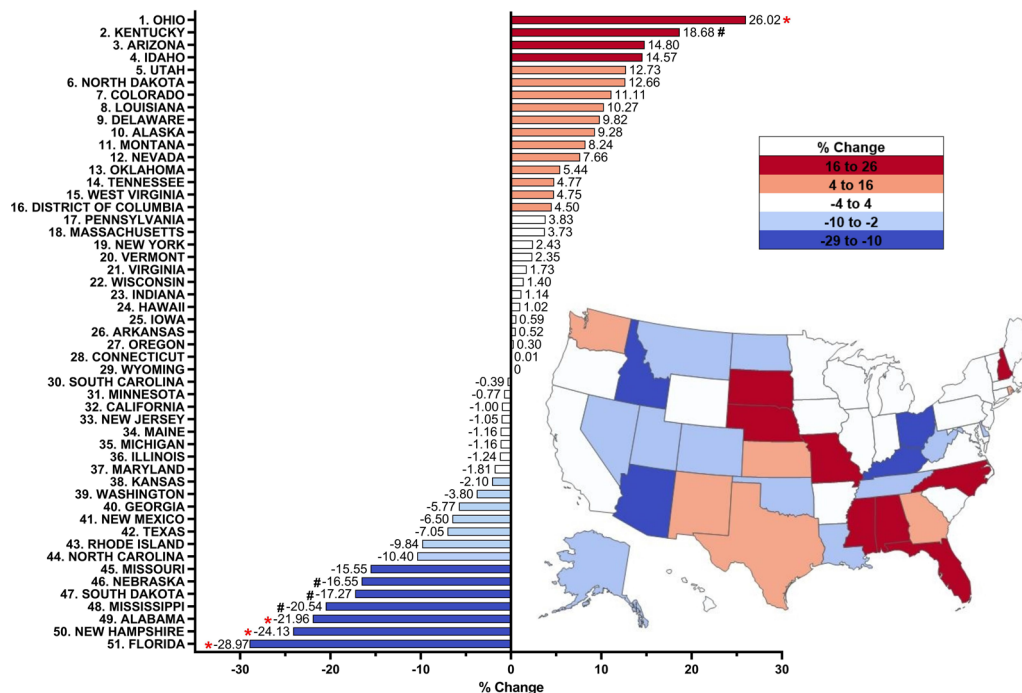 1. OHIO 26.02 *
2. KENTUCKY 18.68 #
3. ARIZONA 14.80
4. IDAHO 14.57
5. UTAH 12.73
6. NORTH DAKOTA 12.66
7. COLORADO 11.11
8. LOUISIANA 10.27
9. DELAWARE 9.82
10. ALASKA 9.28
11. MONTANA 8.24
12. NEVADA 7.66
13. OKLAHOMA 5.44
14. TENNESSEE 4.77
15. WEST VIRGINIA 4.75
16. DISTRICT OF COLUMBIA 4.50
17. PENNSYLVANIA 3.83
18. MASSACHUSETTS 3.73
19. NEW YORK 2.43
20. VERMONT 2.35
21. VIRGINIA 1.73
22. WISCONSIN 1.40
23. INDIANA 1.14
24. HAWAII 1.02
25. IOWA 0.59
26. ARKANSAS 0.52
27. OREGON 0.30
28. CONNECTICUT 0.01
29. WYOMING 0
30. SOUTH CAROLINA -0.39
31. MINNESOTA -0.77
32. CALIFORNIA -1.00
33. NEW JERSEY -1.05
34. MAINE -1.16
35. MICHIGAN -1.16
36. ILLINOIS -1.24
37. MARYLAND -1.81
38. KANSAS -2.10
39. WASHINGTON -3.80
40. GEORGIA -5.77
41. NEW MEXICO -6.50
42. TEXAS -7.05
43. RHODE ISLAND -9.84
44. NORTH CAROLINA -10.40
45. MISSOURI -15.55
46. NEBRASKA # -16.55
47. SOUTH DAKOTA # -17.27
48. MISSISSIPPI # -20.54
49. ALABAMA * -21.96
50. NEW HAMPSHIRE * -24.13
51. FLORIDA * -28.97
-30 -20 -10 0 10 20 30
% Change
% Change
16 to 26
4 to 16
-4 to 4
-10 to -2
-29 to -10